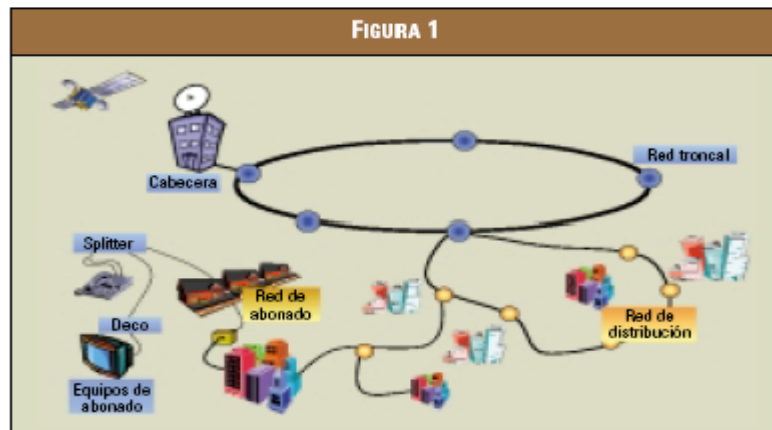 FIGURA 1
Red troncal
Cabecera
Splitter
Red de
abonado
Deco
Red de
distribución
Equipos de
abonado